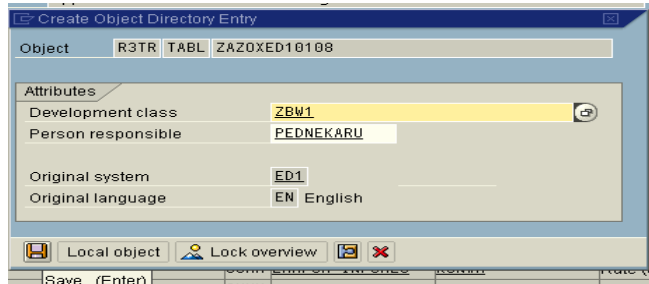 Create Object Directory Entry
Object R3TR TABL ZAZOXED10108
Attributes
Development class ZBW1
Person responsible PEDNEKARU
Original system ED1
Original language EN English
Local object Lock overview
Save (Enter)